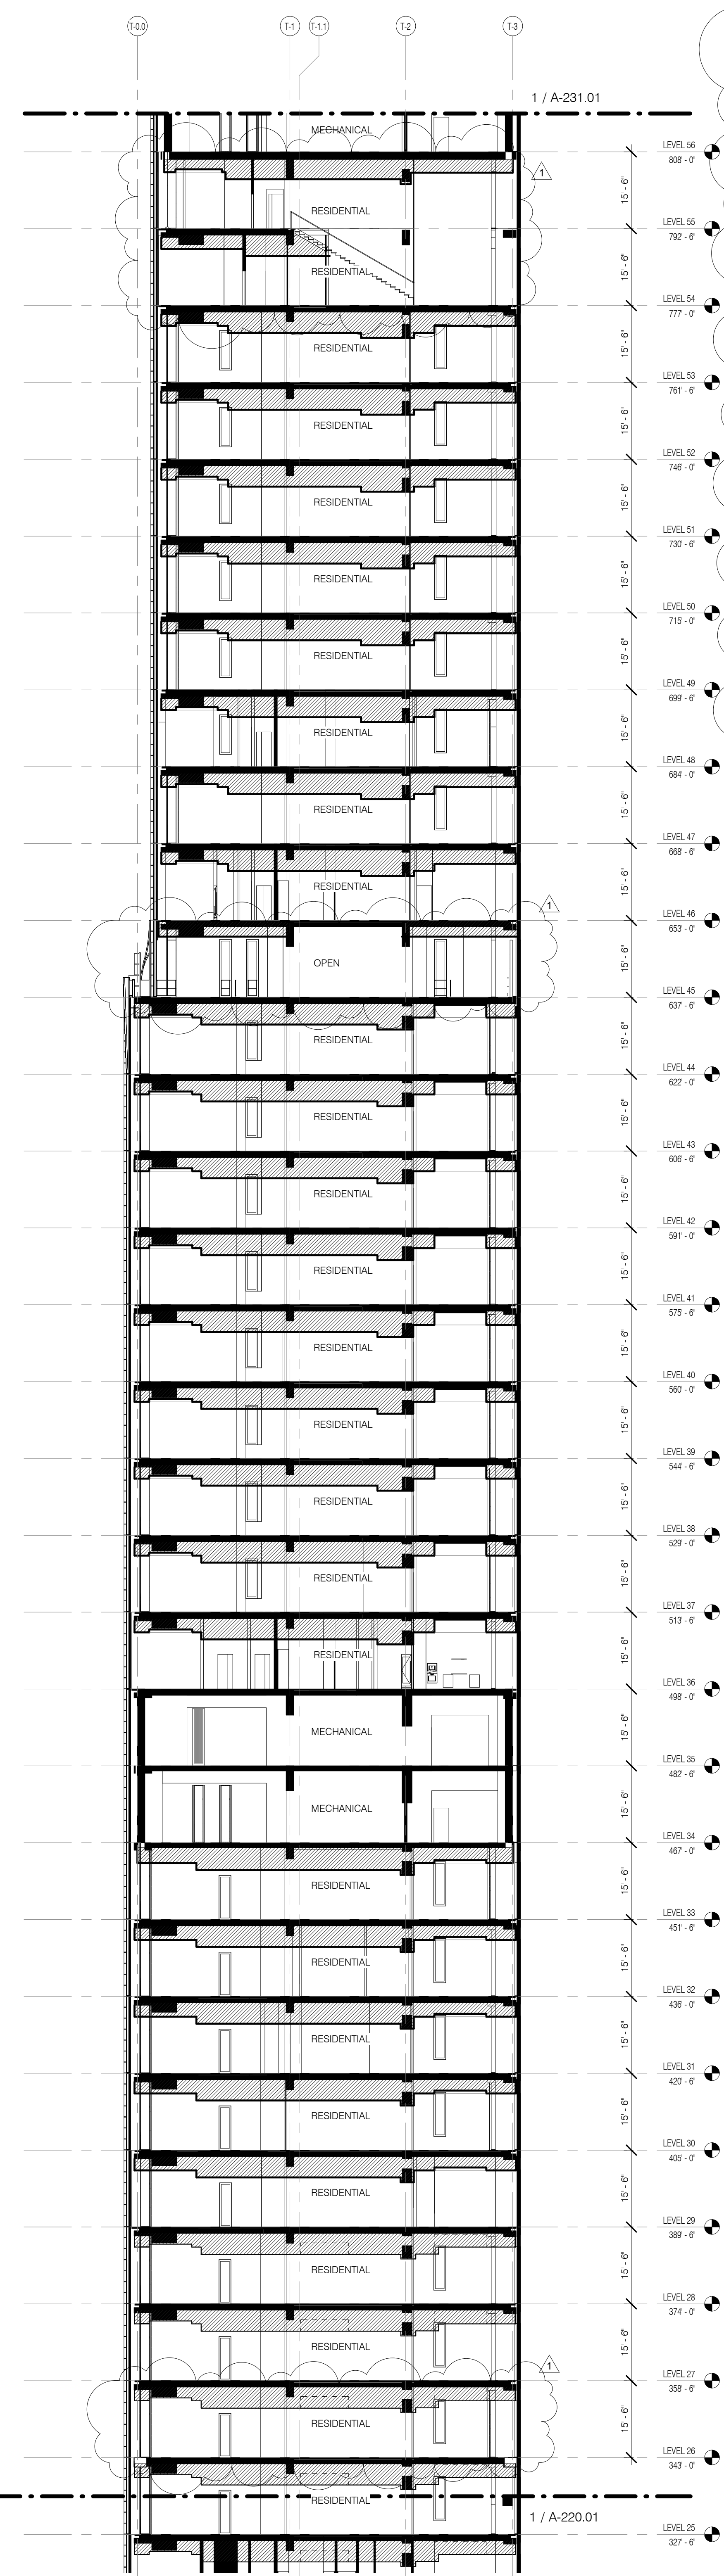 T-0.0 T-1 T-1.1 T-2 T-3
1 / A-231.01
MECHANICAL
LEVEL 56
808' - 0"
1
15' - 6"
RESIDENTIAL
LEVEL 55
792' - 6"
15' - 6"
RESIDENTIAL
LEVEL 54
777' - 0"
15' - 6"
RESIDENTIAL
LEVEL 53
761' - 6"
15' - 6"
RESIDENTIAL
LEVEL 52
746' - 0"
15' - 6"
RESIDENTIAL
LEVEL 51
730' - 6"
15' - 6"
RESIDENTIAL
LEVEL 50
715' - 0"
15' - 6"
RESIDENTIAL
LEVEL 49
699' - 6"
15' - 6"
RESIDENTIAL
LEVEL 48
684' - 0"
15' - 6"
RESIDENTIAL
LEVEL 47
668' - 6"
15' - 6"
RESIDENTIAL
1
LEVEL 46
653' - 0"
15' - 6"
OPEN
LEVEL 45
637' - 6"
15' - 6"
RESIDENTIAL
LEVEL 44
622' - 0"
15' - 6"
RESIDENTIAL
LEVEL 43
606' - 6"
15' - 6"
RESIDENTIAL
LEVEL 42
591' - 0"
15' - 6"
RESIDENTIAL
LEVEL 41
575' - 6"
15' - 6"
RESIDENTIAL
LEVEL 40
560' - 0"
15' - 6"
RESIDENTIAL
LEVEL 39
544' - 6"
15' - 6"
RESIDENTIAL
LEVEL 38
529' - 0"
15' - 6"
RESIDENTIAL
LEVEL 37
513' - 6"
15' - 6"
RESIDENTIAL
LEVEL 36
498' - 0"
15' - 6"
MECHANICAL
LEVEL 35
482' - 6"
15' - 6"
MECHANICAL
LEVEL 34
467' - 0"
15' - 6"
RESIDENTIAL
LEVEL 33
451' - 6"
15' - 6"
RESIDENTIAL
LEVEL 32
436' - 0"
15' - 6"
RESIDENTIAL
LEVEL 31
420' - 6"
15' - 6"
RESIDENTIAL
LEVEL 30
405' - 0"
15' - 6"
RESIDENTIAL
LEVEL 29
389' - 6"
15' - 6"
RESIDENTIAL
LEVEL 28
374' - 0"
15' - 6"
RESIDENTIAL
1
LEVEL 27
358' - 6"
15' - 6"
RESIDENTIAL
LEVEL 26
343' - 0"
RESIDENTIAL
1 / A-220.01
LEVEL 25
327' - 6"